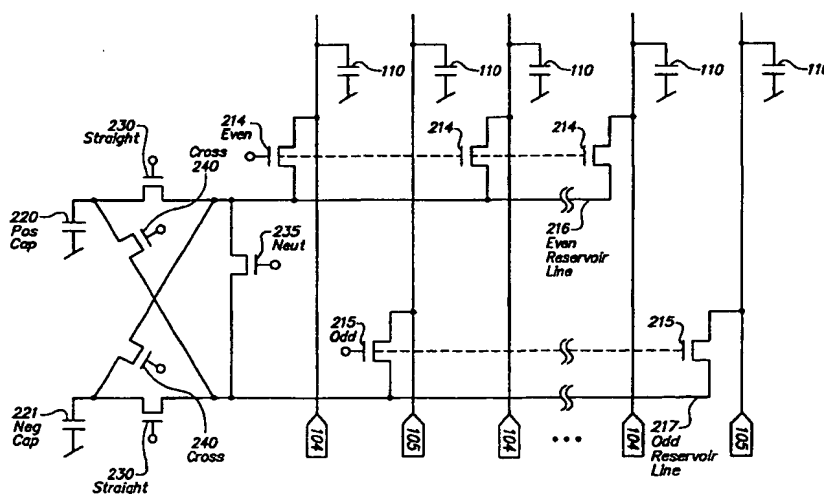 110
110
110
110
110
214
Even
214
214
230
Straight
Cross
240
220
Pos
Cap
235
Neut
216
Even
Reservoir
Line
215
Odd
215
221
Neg
Cap
240
Cross
230
Straight
104
105
104
104
217
Odd
Reservoir
Line
105